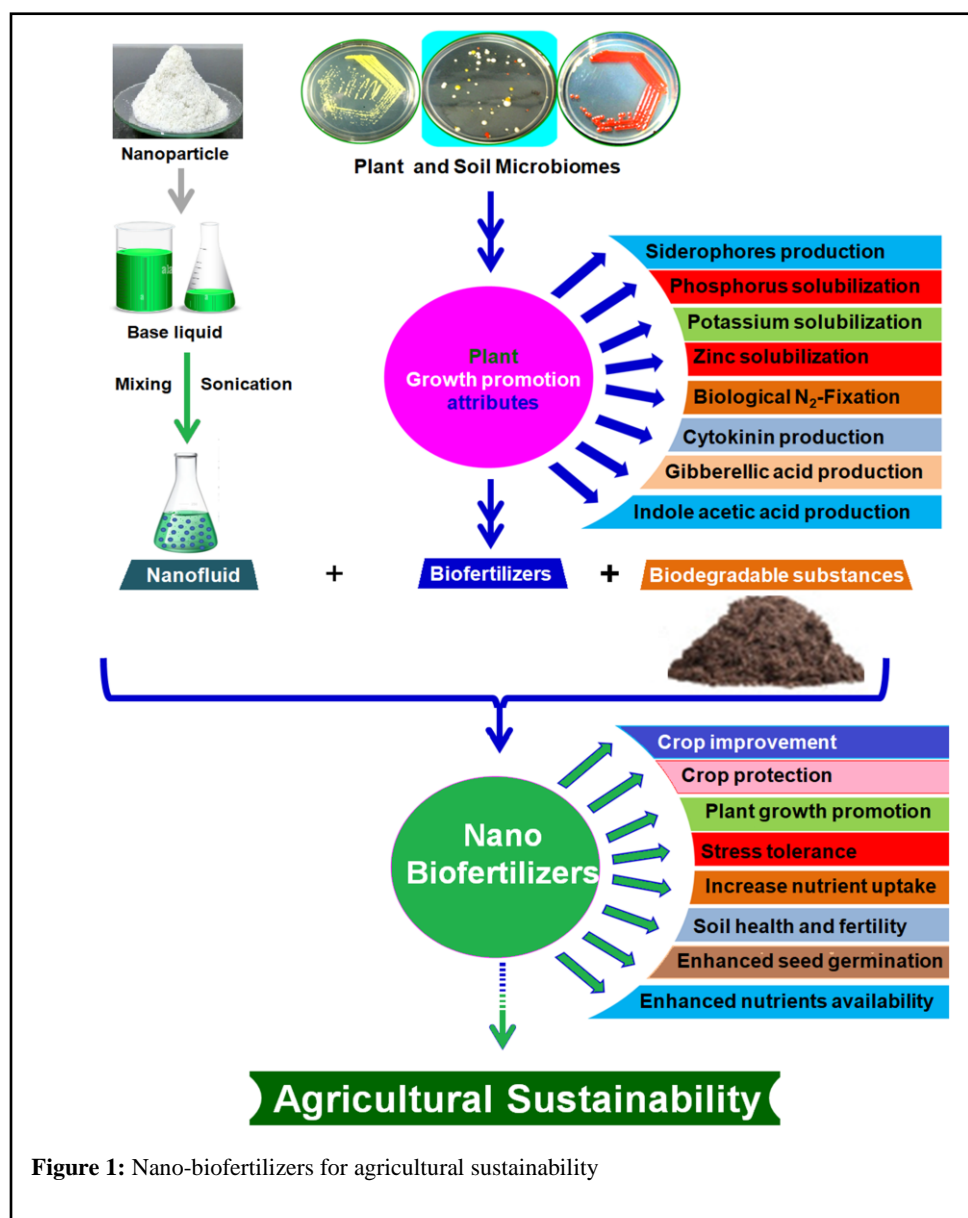 Nanoparticle
Plant and Soil Microbiomes
Base liquid
Mixing Sonication
Plant
Growth promotion
attributes
Siderophores production
Phosphorus solubilization
Potassium solubilization
Zinc solubilization
Biological N₂-Fixation
Cytokinin production
Gibberellic acid production
Indole acetic acid production
Nanofluid + Biofertilizers + Biodegradable substances
Nano
Biofertilizers
Crop improvement
Crop protection
Plant growth promotion
Stress tolerance
Increase nutrient uptake
Soil health and fertility
Enhanced seed germination
Enhanced nutrients availability
Agricultural Sustainability
Figure 1: Nano-biofertilizers for agricultural sustainability